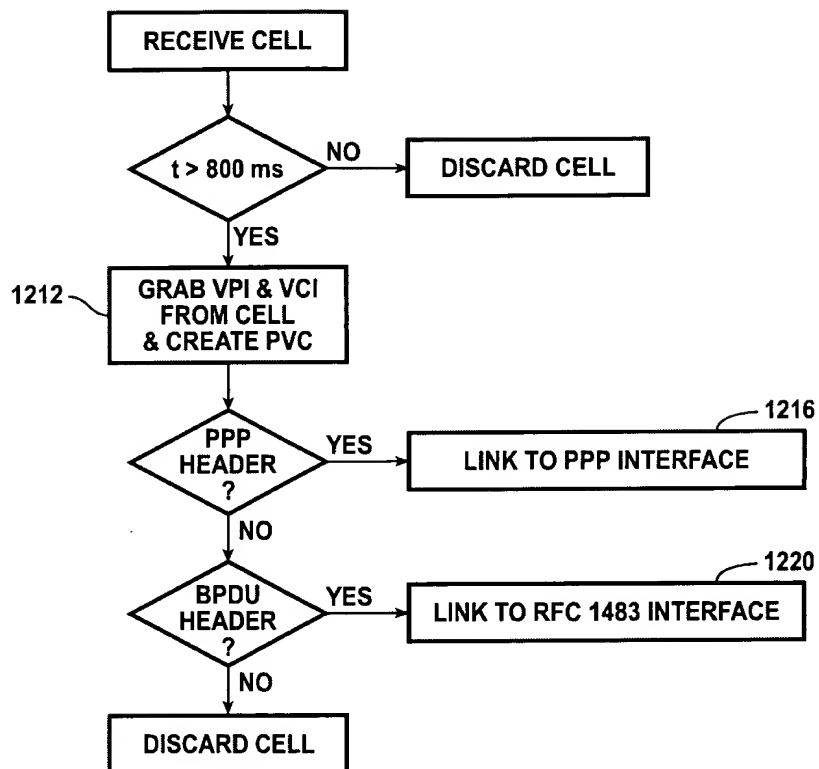 RECEIVE CELL
t > 800 ms
NO
DISCARD CELL
YES
1212
GRAB VPI & VCI
FROM CELL
& CREATE PVC
PPP
HEADER
?
YES
1216
LINK TO PPP INTERFACE
NO
BPDU
HEADER
?
YES
1220
LINK TO RFC 1483 INTERFACE
NO
DISCARD CELL